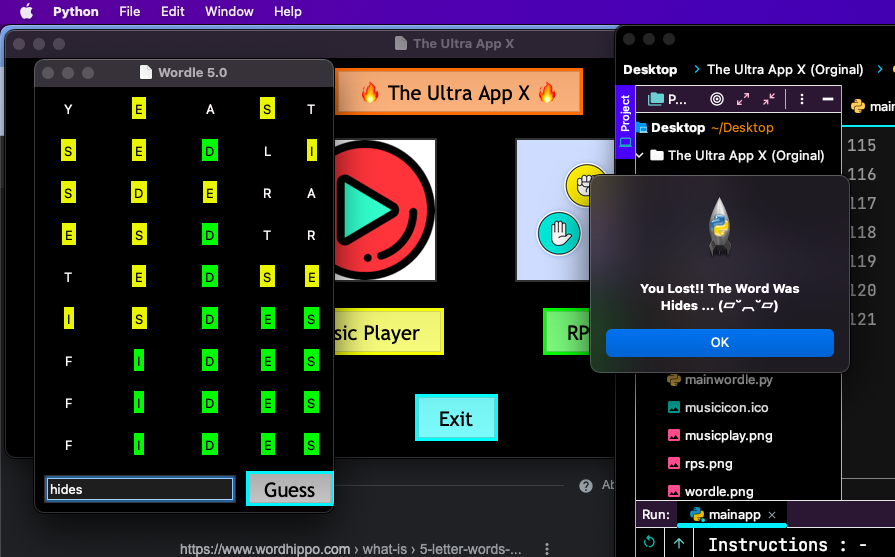 Python File Edit Window Help
The Ultra App X
Wordle 5.0
Y E A S T
S E D L I
S D E R A
E S D T R
T E D S E
I S D E S
F I D E S
F I D E S
F I D E S
hides
Guess
🔥 The Ultra App X 🔥
sic Player
RP
Exit
https://www.wordhippo.com › what-is › 5-letter-words-...
Desktop › The Ultra App X (Orginal) ›
Project
P...
main
Desktop ~/Desktop
The Ultra App X (Orginal)
115
116
117
118
119
120
121
You Lost!! The Word Was
Hides ... (▱˘︹˘▱)
OK
mainwordle.py
musicicon.ico
musicplay.png
rps.png
wordle.png
Run: mainapp ×
Instructions : -